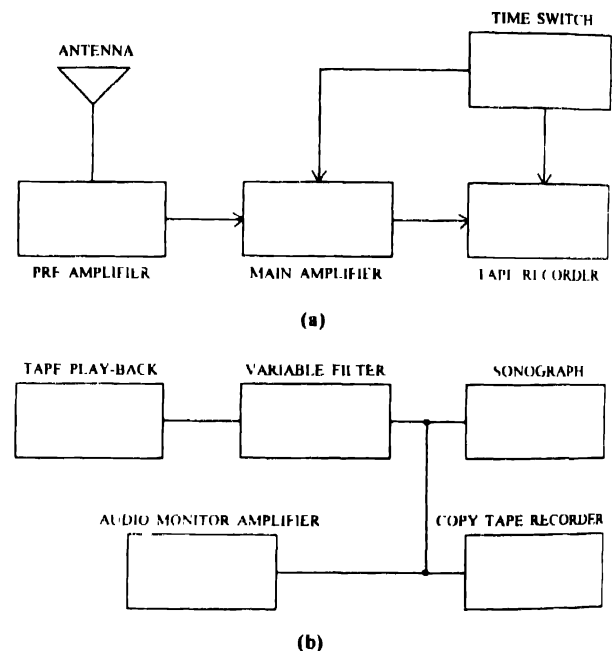 TIME SWITCH
ANTENNA
PRE AMPLIFIER
MAIN AMPLIFIER
TAPE RECORDER
(a)
TAPE PLAY-BACK
VARIABLE FILTER
SONOGRAPH
AUDIO MONITOR AMPLIFIER
COPY TAPE RECORDER
(b)